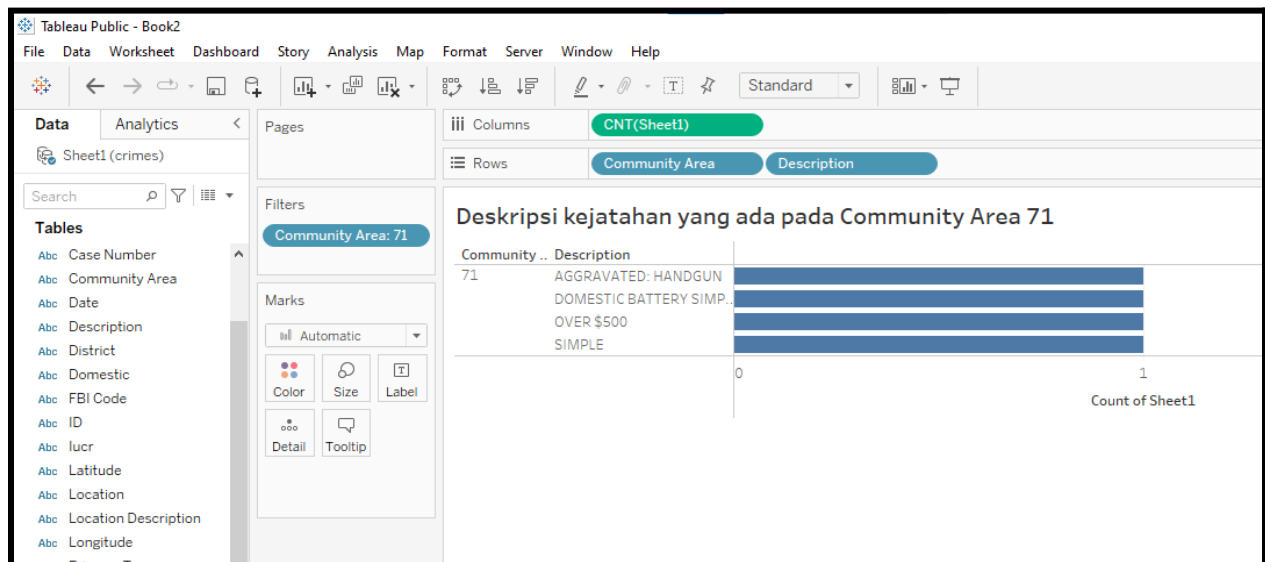 Tableau Public - Book2
File Data Worksheet Dashboard Story Analysis Map Format Server Window Help
Standard
Data Analytics
Sheet1 (crimes)
Search
Tables
Abc Case Number
Abc Community Area
Abc Date
Abc Description
Abc District
Abc Domestic
Abc FBI Code
Abc ID
Abc Iucr
Abc Latitude
Abc Location
Abc Location Description
Abc Longitude
Pages
Filters
Community Area: 71
Marks
Automatic
Color Size Label
Detail Tooltip
Columns CNT(Sheet1)
Rows Community Area Description
Deskripsi kejatahan yang ada pada Community Area 71
Community .. Description
71 AGGRAVATED: HANDGUN
DOMESTIC BATTERY SIMP..
OVER $500
SIMPLE
0 1
Count of Sheet1